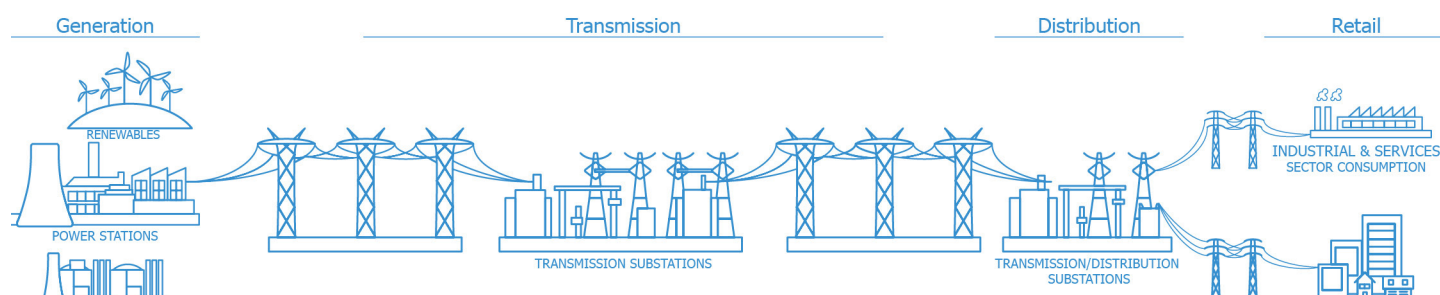 Generation
Transmission
Distribution
Retail
RENEWABLES
POWER STATIONS
TRANSMISSION SUBSTATIONS
TRANSMISSION/DISTRIBUTION
SUBSTATIONS
INDUSTRIAL & SERVICES
SECTOR CONSUMPTION